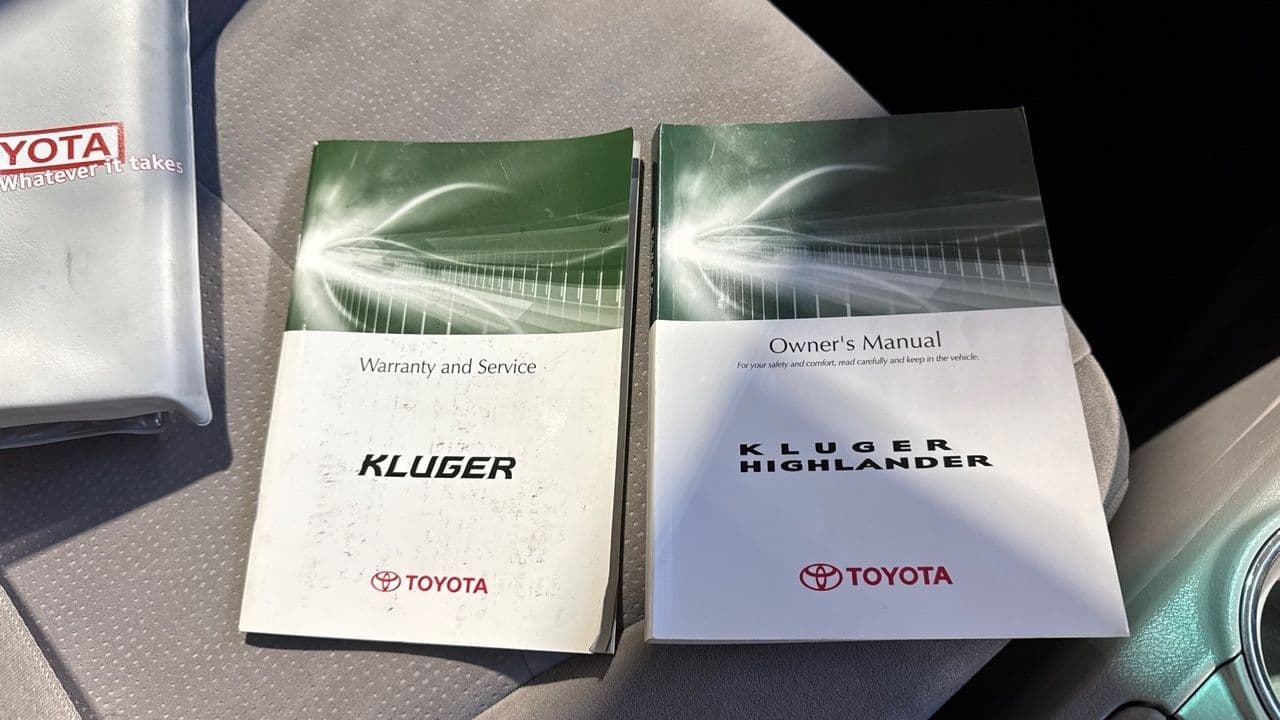 YOTA
Whatever it takes
Warranty and Service
KLUGER
TOYOTA
Owner's Manual
For your safety and comfort, read carefully and keep in the vehicle.
KLUGER
HIGHLANDER
TOYOTA